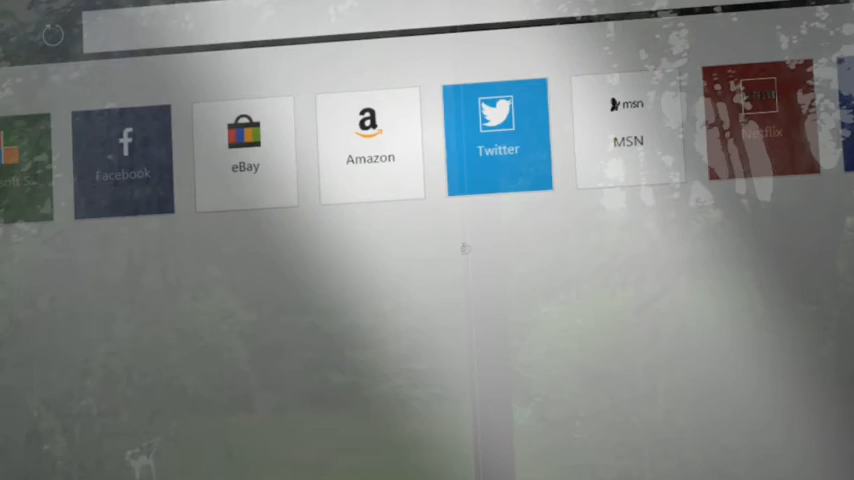 Facebook
eBay
a
Amazon
Twitter
msn
MSN
Netflix